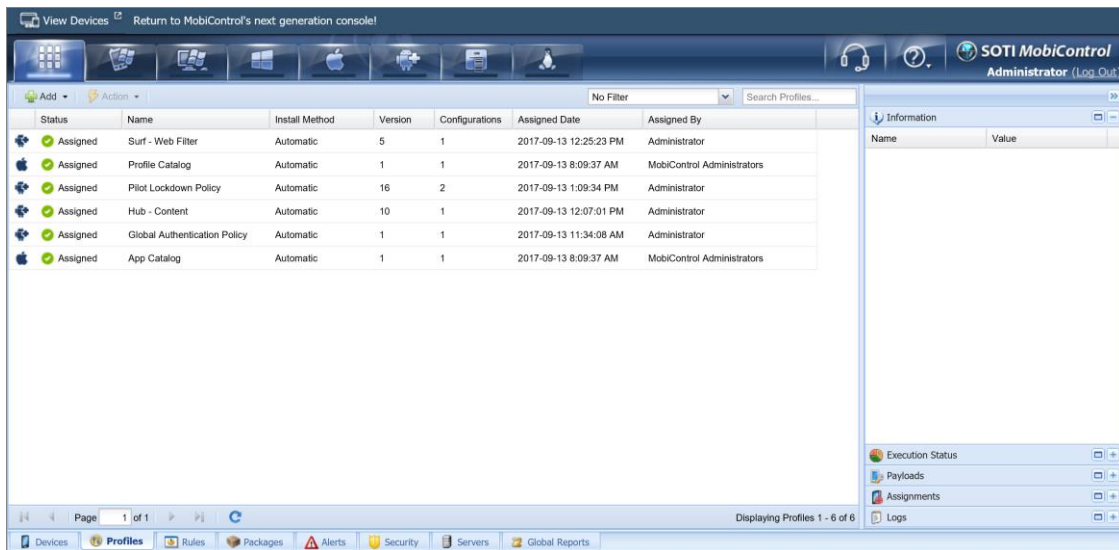 View Devices Return to MobiControl's next generation console!
SOTI MobiControl
Administrator (Log Out)
Add Action No Filter Search Profiles...
Status Name Install Method Version Configurations Assigned Date Assigned By
Assigned Surf - Web Filter Automatic 5 1 2017-09-13 12:25:23 PM Administrator
Assigned Profile Catalog Automatic 1 1 2017-09-13 8:09:37 AM MobiControl Administrators
Assigned Pilot Lockdown Policy Automatic 16 2 2017-09-13 1:09:34 PM Administrator
Assigned Hub - Content Automatic 10 1 2017-09-13 12:07:01 PM Administrator
Assigned Global Authentication Policy Automatic 1 1 2017-09-13 11:34:08 AM Administrator
Assigned App Catalog Automatic 1 1 2017-09-13 8:09:37 AM MobiControl Administrators
Information
Name Value
Execution Status
Payloads
Assignments
Logs
Page 1 of 1 Displaying Profiles 1 - 6 of 6
Devices Profiles Rules Packages Alerts Security Servers Global Reports